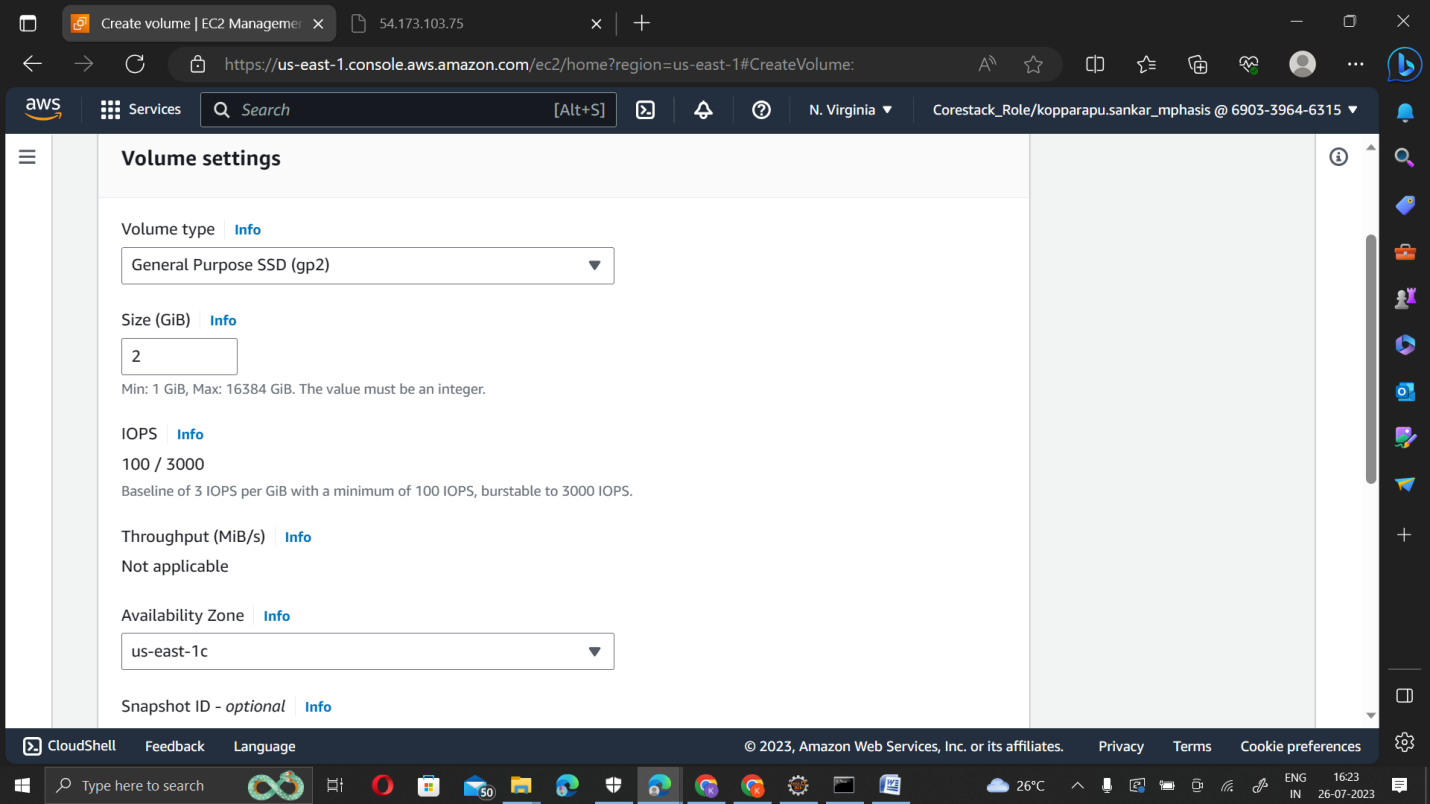 Create volume | EC2 Managemen
54.173.103.75
https://us-east-1.console.aws.amazon.com/ec2/home?region=us-east-1#CreateVolume:
aws
Services
Search
[Alt+S]
N. Virginia
Corestack_Role/kopparapu.sankar_mphasis @ 6903-3964-6315
Volume settings
Volume type Info
General Purpose SSD (gp2)
Size (GiB) Info
2
Min: 1 GiB, Max: 16384 GiB. The value must be an integer.
IOPS Info
100 / 3000
Baseline of 3 IOPS per GiB with a minimum of 100 IOPS, burstable to 3000 IOPS.
Throughput (MiB/s) Info
Not applicable
Availability Zone Info
us-east-1c
Snapshot ID - optional Info
CloudShell Feedback Language © 2023, Amazon Web Services, Inc. or its affiliates. Privacy Terms Cookie preferences
Type here to search
50
26°C
ENG
IN
16:23
26-07-2023